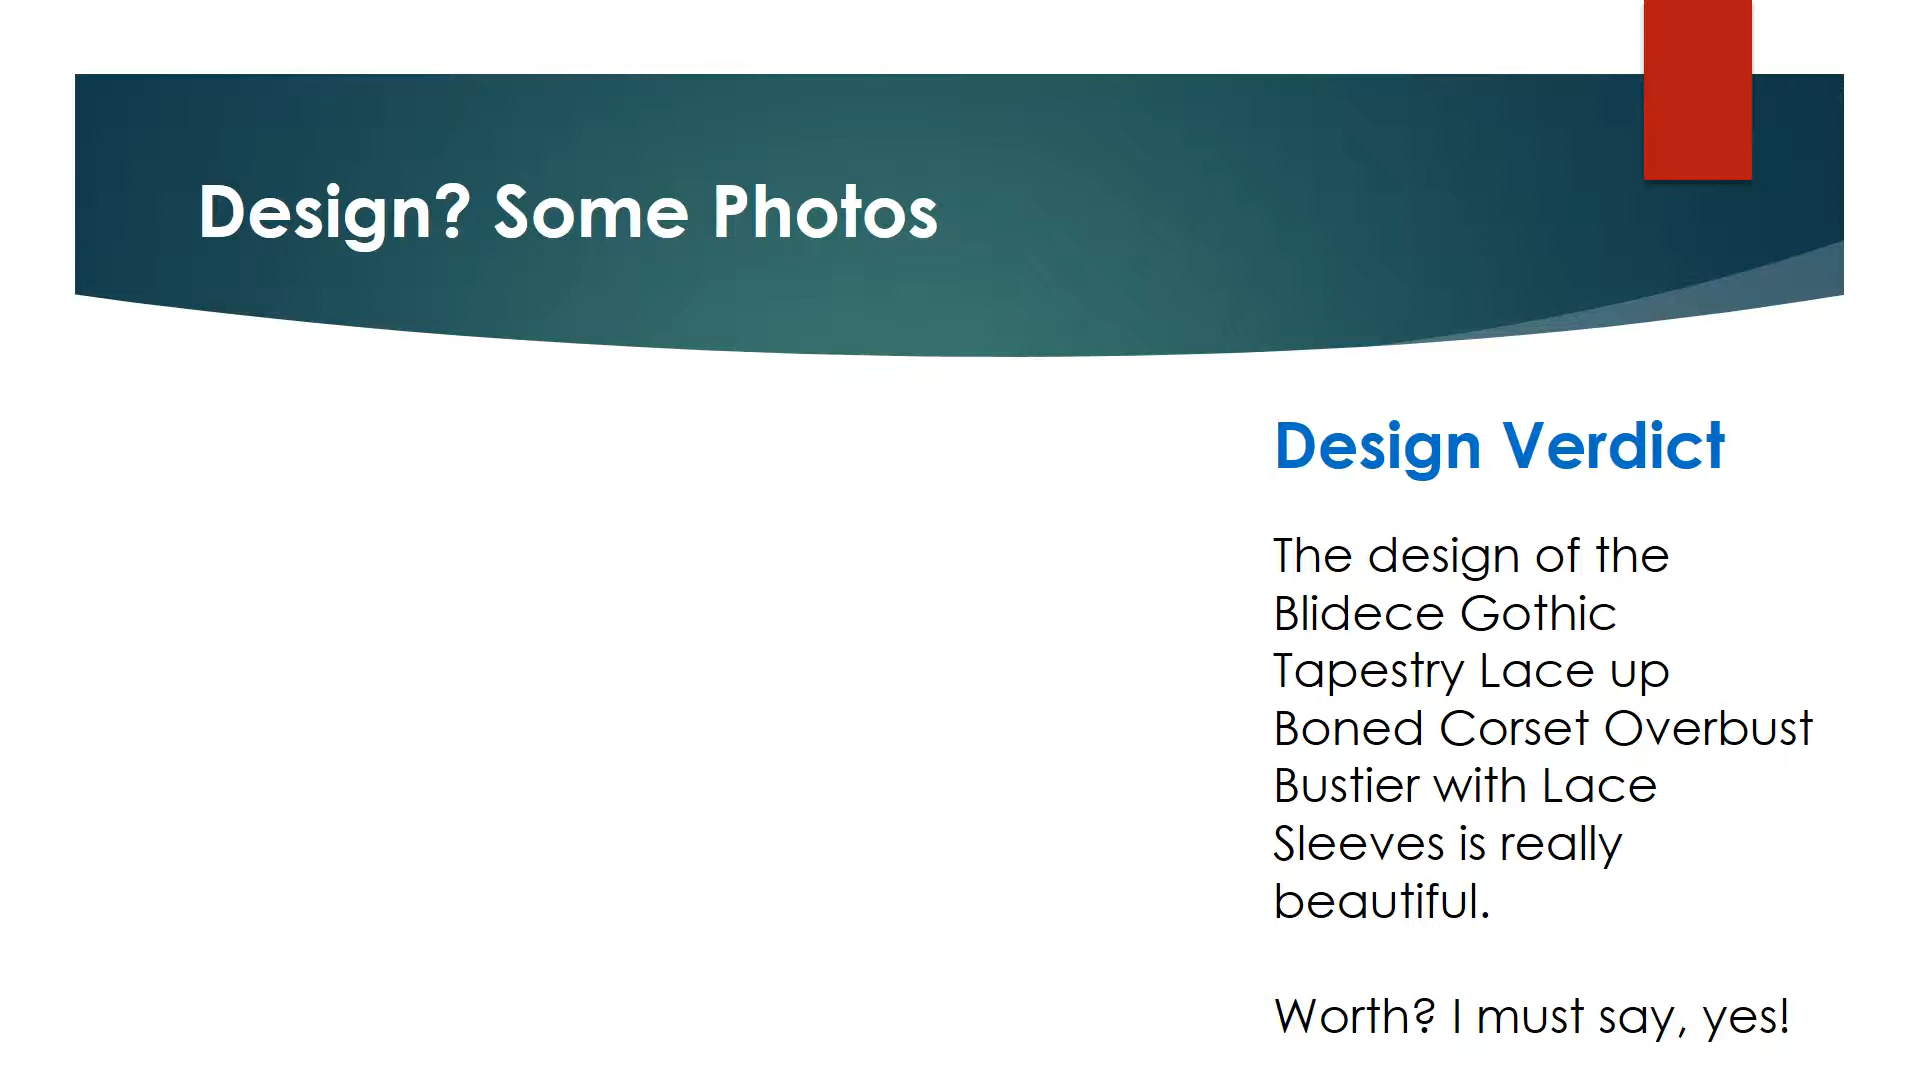 Design? Some Photos
Design Verdict
The design of the
Blidece Gothic
Tapestry Lace up
Boned Corset Overbust
Bustier with Lace
Sleeves is really
beautiful.
Worth? I must say, yes!